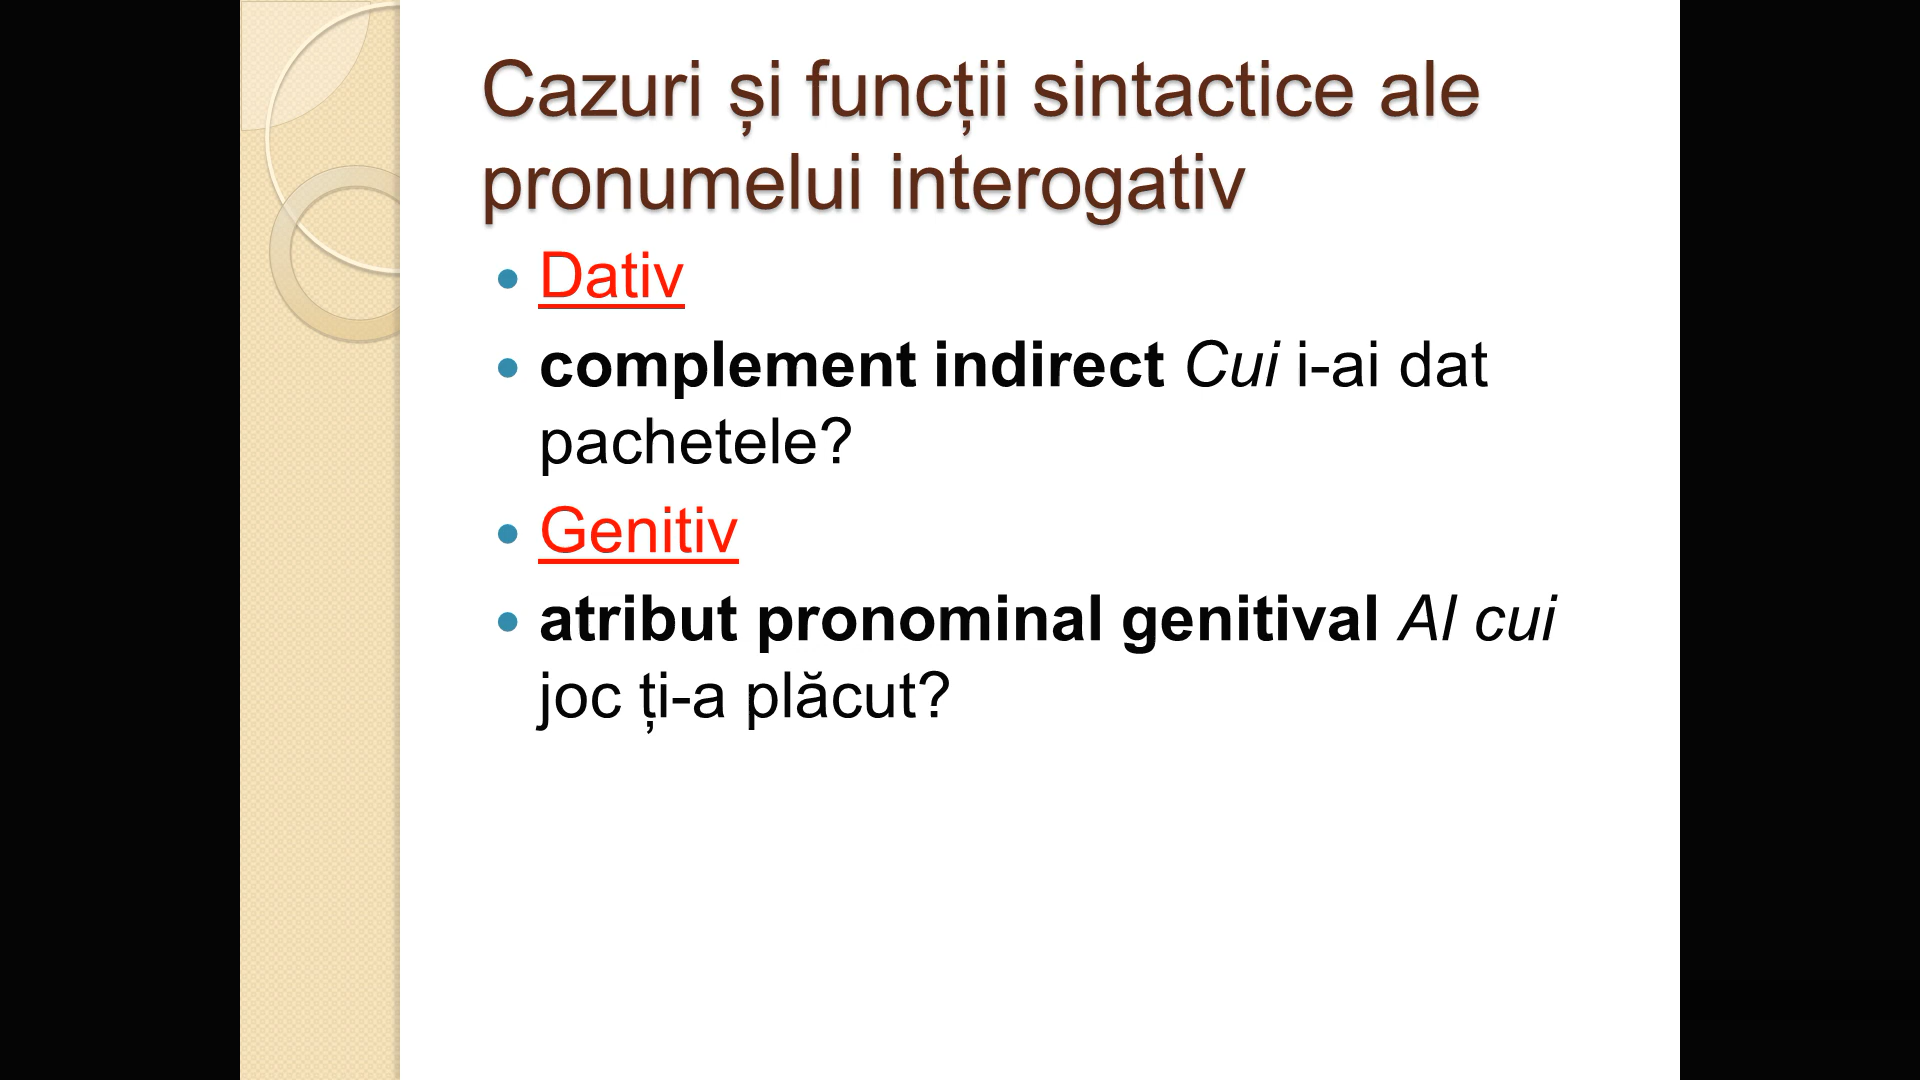 Cazuri și funcții sintactice ale
pronumelui interogativ
Dativ
complement indirect Cui i-ai dat
pachetele?
Genitiv
atribut pronominal genitival Al cui
joc ți-a plăcut?